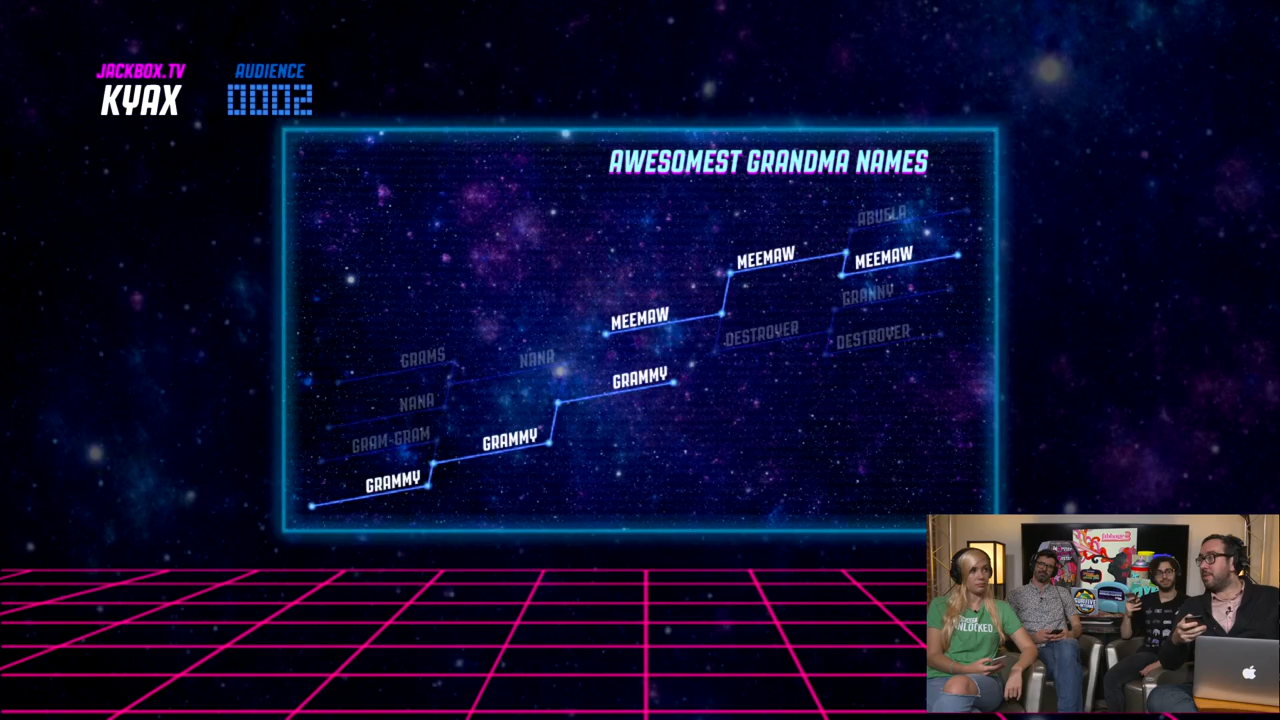 JACKBOX.TV
KYAX
AUDIENCE
0002
AWESOMEST GRANDMA NAMES
ABUELA
MEEMAW
MEEMAW
GRANNY
MEEMAW
DESTROYER
DESTROYER
GRAMS
NANA
GRAMMY
NANA
GRAM-GRAM
GRAMMY
GRAMMY
UNLOCKED